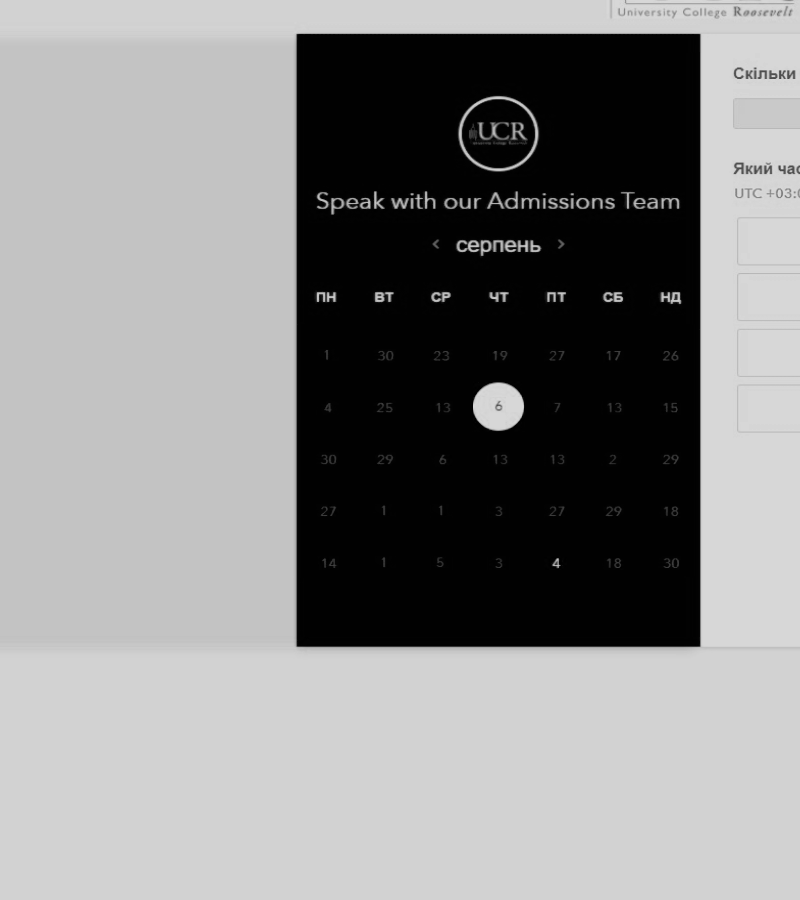 University College Roosevelt
Скільки
UCR
Speak with our Admissions Team
Який час
UTC +03:0
< серпень >
ПН ВТ СР ЧТ ПТ СБ НД
1 30 23 19 27 17 26
4 25 13 6 7 13 15
30 29 6 13 13 2 29
27 1 1 3 27 29 18
14 1 5 3 4 18 30